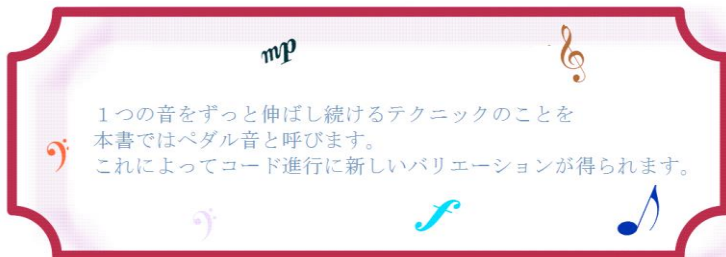 １つの音をずっと伸ばし続けるテクニックのことを
本書ではペダル音と呼びます。
これによってコード進行に新しいバリエーションが得られます。